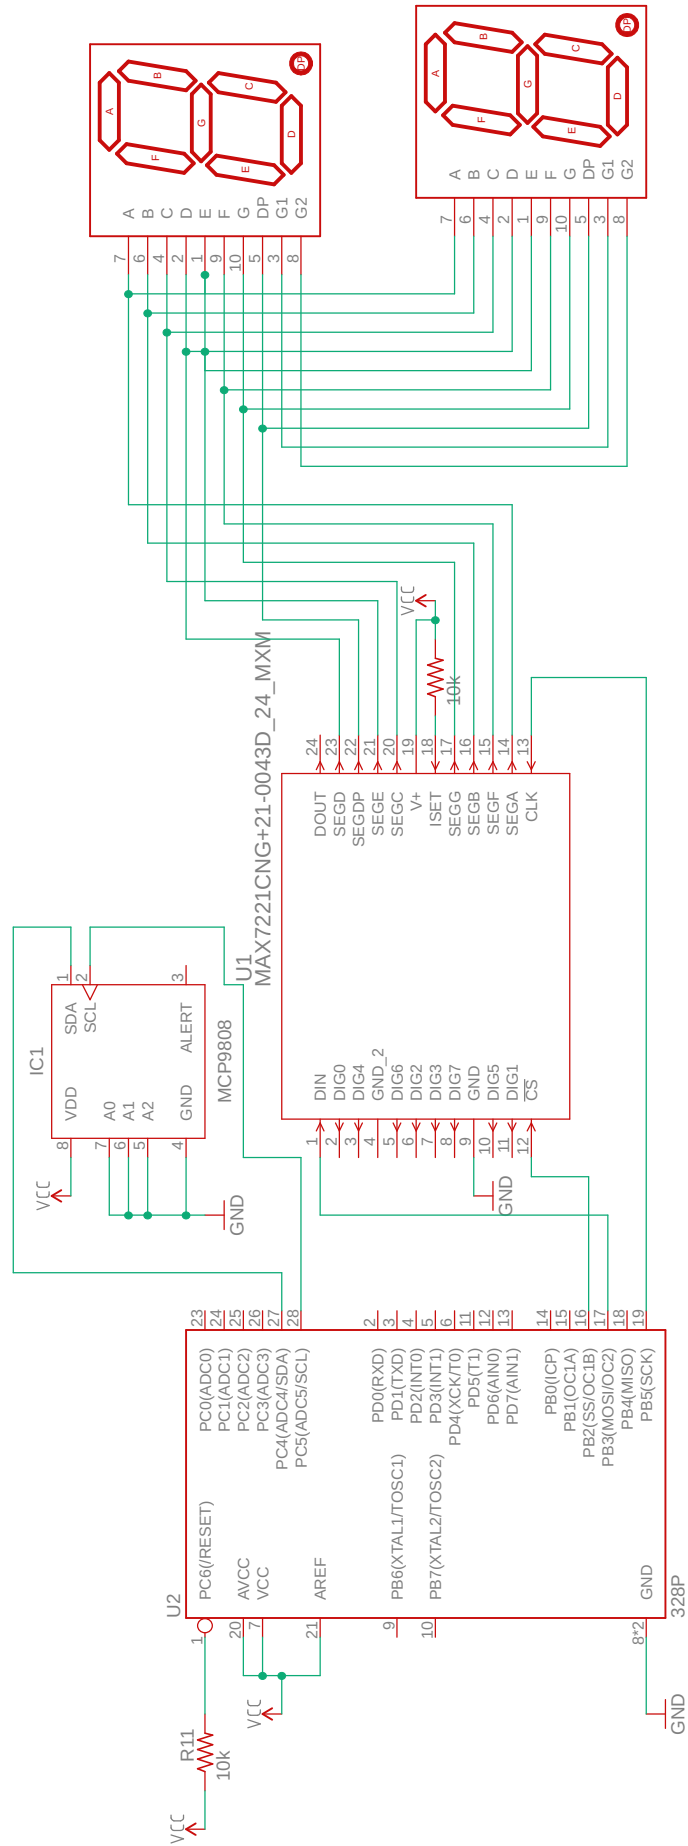 A
B
C
D
E
F
G
DP
A
B
C
D
E
F
G
DP
A
B
C
D
E
F
G
DP
G1
G2
7
6
4
2
1
9
10
5
3
8
A
B
C
D
E
F
G
DP
G1
G2
7
6
4
2
1
9
10
5
3
8
VCC
10k
U1
MAX7221CNG+21-0043D_24_MXM
24
23
22
21
20
19
18
17
16
15
14
13
DOUT
SEGD
SEGDP
SEGE
SEGC
V+
ISET
SEGG
SEGB
SEGF
SEGA
CLK
DIN
DIG0
DIG4
GND_2
DIG6
DIG2
DIG3
DIG7
GND
DIG5
DIG1
CS
1
2
3
4
5
6
7
8
9
10
11
12
GND
IC1
MCP9808
1
2
3
SDA
SCL
ALERT
VDD
A0
A1
A2
GND
8
7
6
5
4
VCC
GND
23
24
25
26
27
28
2
3
4
5
6
11
12
13
14
15
16
17
18
19
PC0(ADC0)
PC1(ADC1)
PC2(ADC2)
PC3(ADC3)
PC4(ADC4/SDA)
PC5(ADC5/SCL)
PD0(RXD)
PD1(TXD)
PD2(INT0)
PD3(INT1)
PD4(XCK/T0)
PD5(T1)
PD6(AIN0)
PD7(AIN1)
PB0(ICP)
PB1(OC1A)
PB2(SS/OC1B)
PB3(MOSI/OC2)
PB4(MISO)
PB5(SCK)
PC6(/RESET)
AVCC
VCC
AREF
PB6(XTAL1/TOSC1)
PB7(XTAL2/TOSC2)
GND
U2
328P
1
20
7
21
9
10
8*2
VCC
GND
R11
10k
VCC